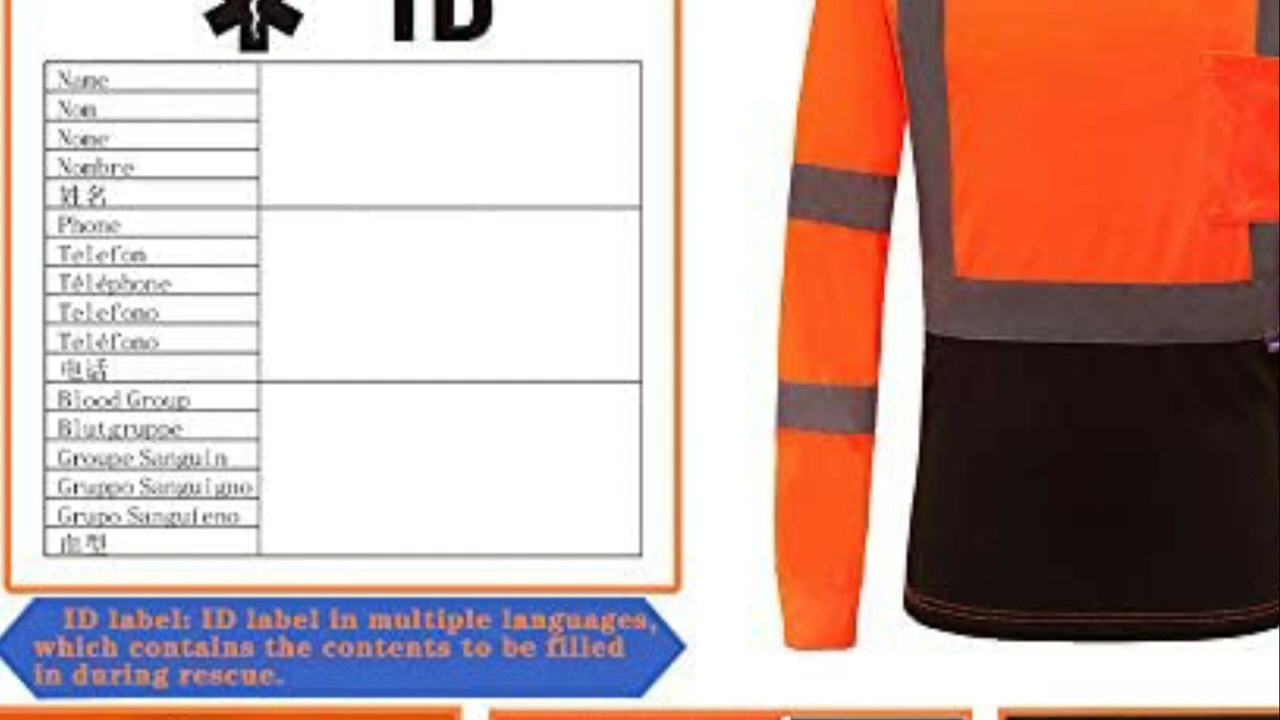 ID
Name
Nom
Nome
Nombre
姓名
Phone
Telefon
Téléphone
Telefono
Teléfono
电话
Blood Group
Blutgruppe
Groupe Sanguin
Gruppo Sanguigno
Grupo Sanguíeno
血型
ID label: ID label in multiple languages,
which contains the contents to be filled
in during rescue.